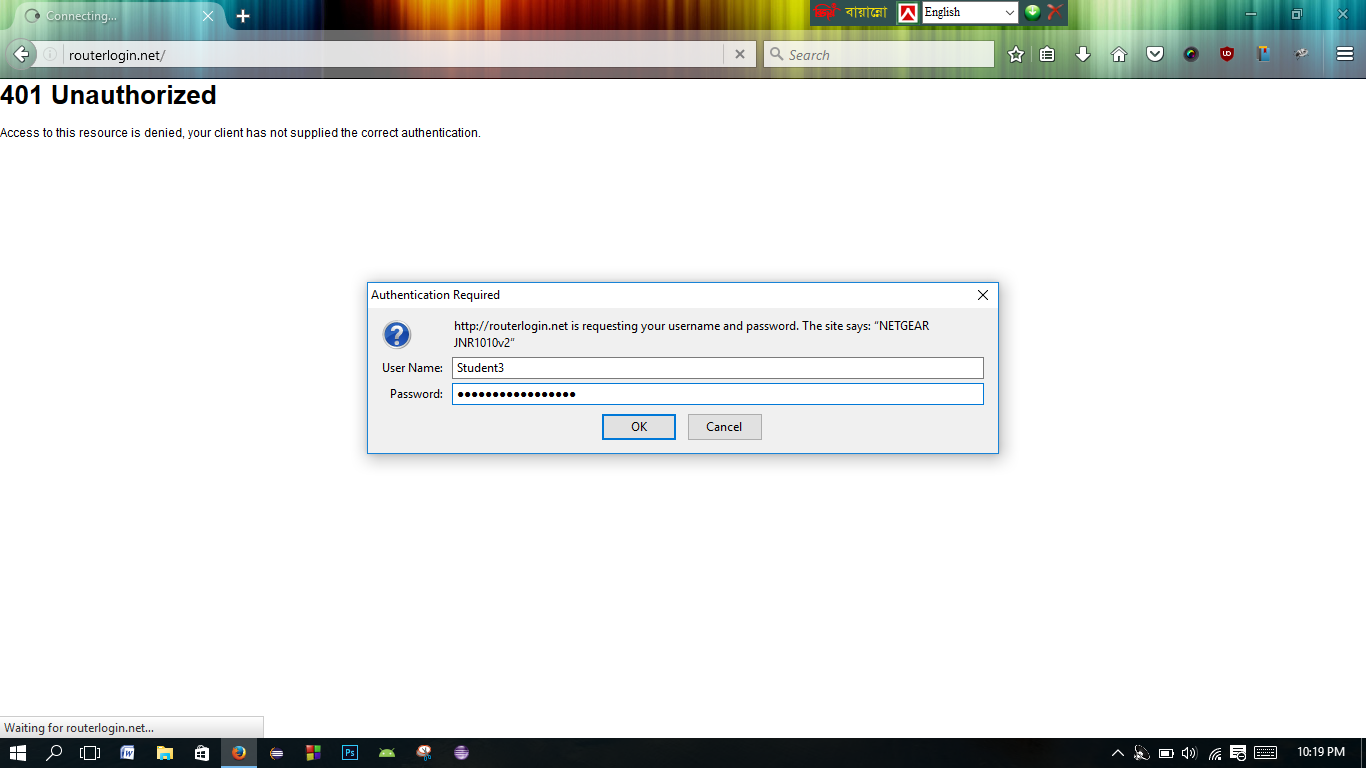 Connecting...
বায়ান্নো
English
routerlogin.net/
Search
UD
401 Unauthorized
Access to this resource is denied, your client has not supplied the correct authentication.
Authentication Required
http://routerlogin.net is requesting your username and password. The site says: “NETGEAR
JNR1010v2”
User Name: Student3
Password: •••••••••••••••••
OK Cancel
Waiting for routerlogin.net...
W Ps 10:19 PM